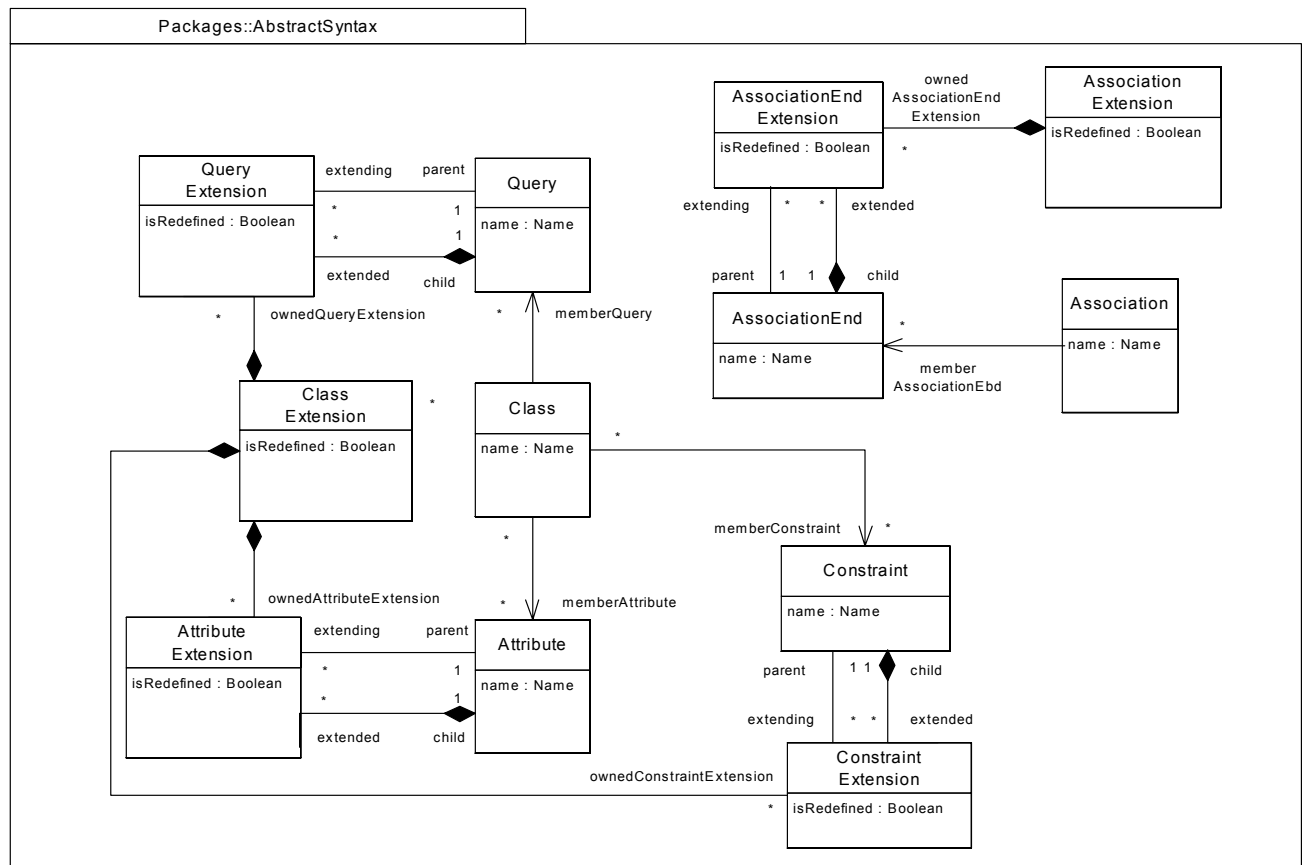 Packages::AbstractSyntax
AssociationEnd
Extension
isRedefined : Boolean
owned
AssociationEnd
Extension
*
Association
Extension
isRedefined : Boolean
Query
Extension
isRedefined : Boolean
extending
parent
*
1
*
1
extended
child
Query
name : Name
extending
*
*
extended
parent
1
1
child
AssociationEnd
name : Name
*
member
AssociationEbd
Association
name : Name
*
ownedQueryExtension
*
memberQuery
Class
Extension
isRedefined : Boolean
*
Class
name : Name
*
*
memberConstraint
*
Constraint
name : Name
*
ownedAttributeExtension
*
memberAttribute
Attribute
Extension
isRedefined : Boolean
extending
parent
*
1
*
1
extended
child
Attribute
name : Name
parent
1
1
child
extending
*
*
extended
ownedConstraintExtension
*
Constraint
Extension
isRedefined : Boolean